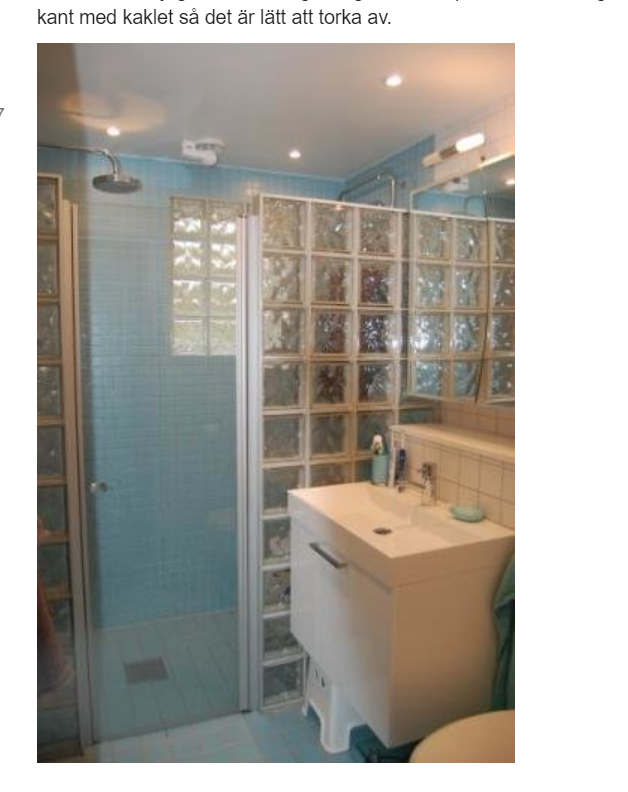 kant med kaklet så det är lätt att torka av.